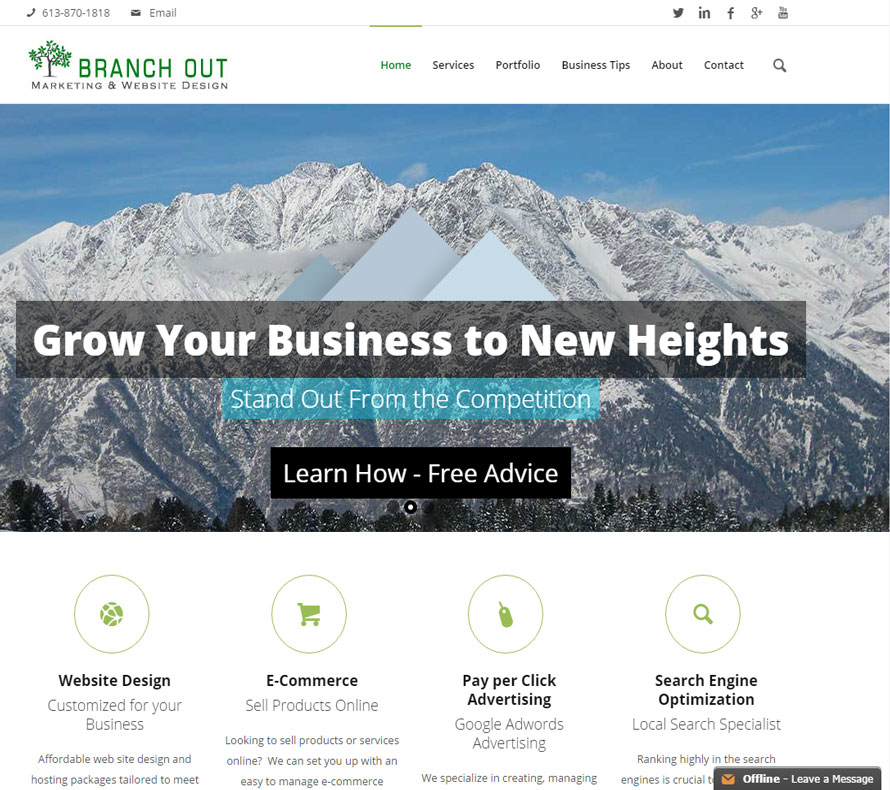 613-870-1818 Email
BRANCH OUT
MARKETING & WEBSITE DESIGN
Home Services Portfolio Business Tips About Contact
Grow Your Business to New Heights
Stand Out From the Competition
Learn How - Free Advice
Website Design
Customized for your
Business
Affordable web site design and
hosting packages tailored to meet
E-Commerce
Sell Products Online
Looking to sell products or services
online? We can set you up with an
easy to manage e-commerce
Pay per Click
Advertising
Google Adwords
Advertising
We specialize in creating, managing
Search Engine
Optimization
Local Search Specialist
Ranking highly in the search
engines is crucial
Offline - Leave a Message